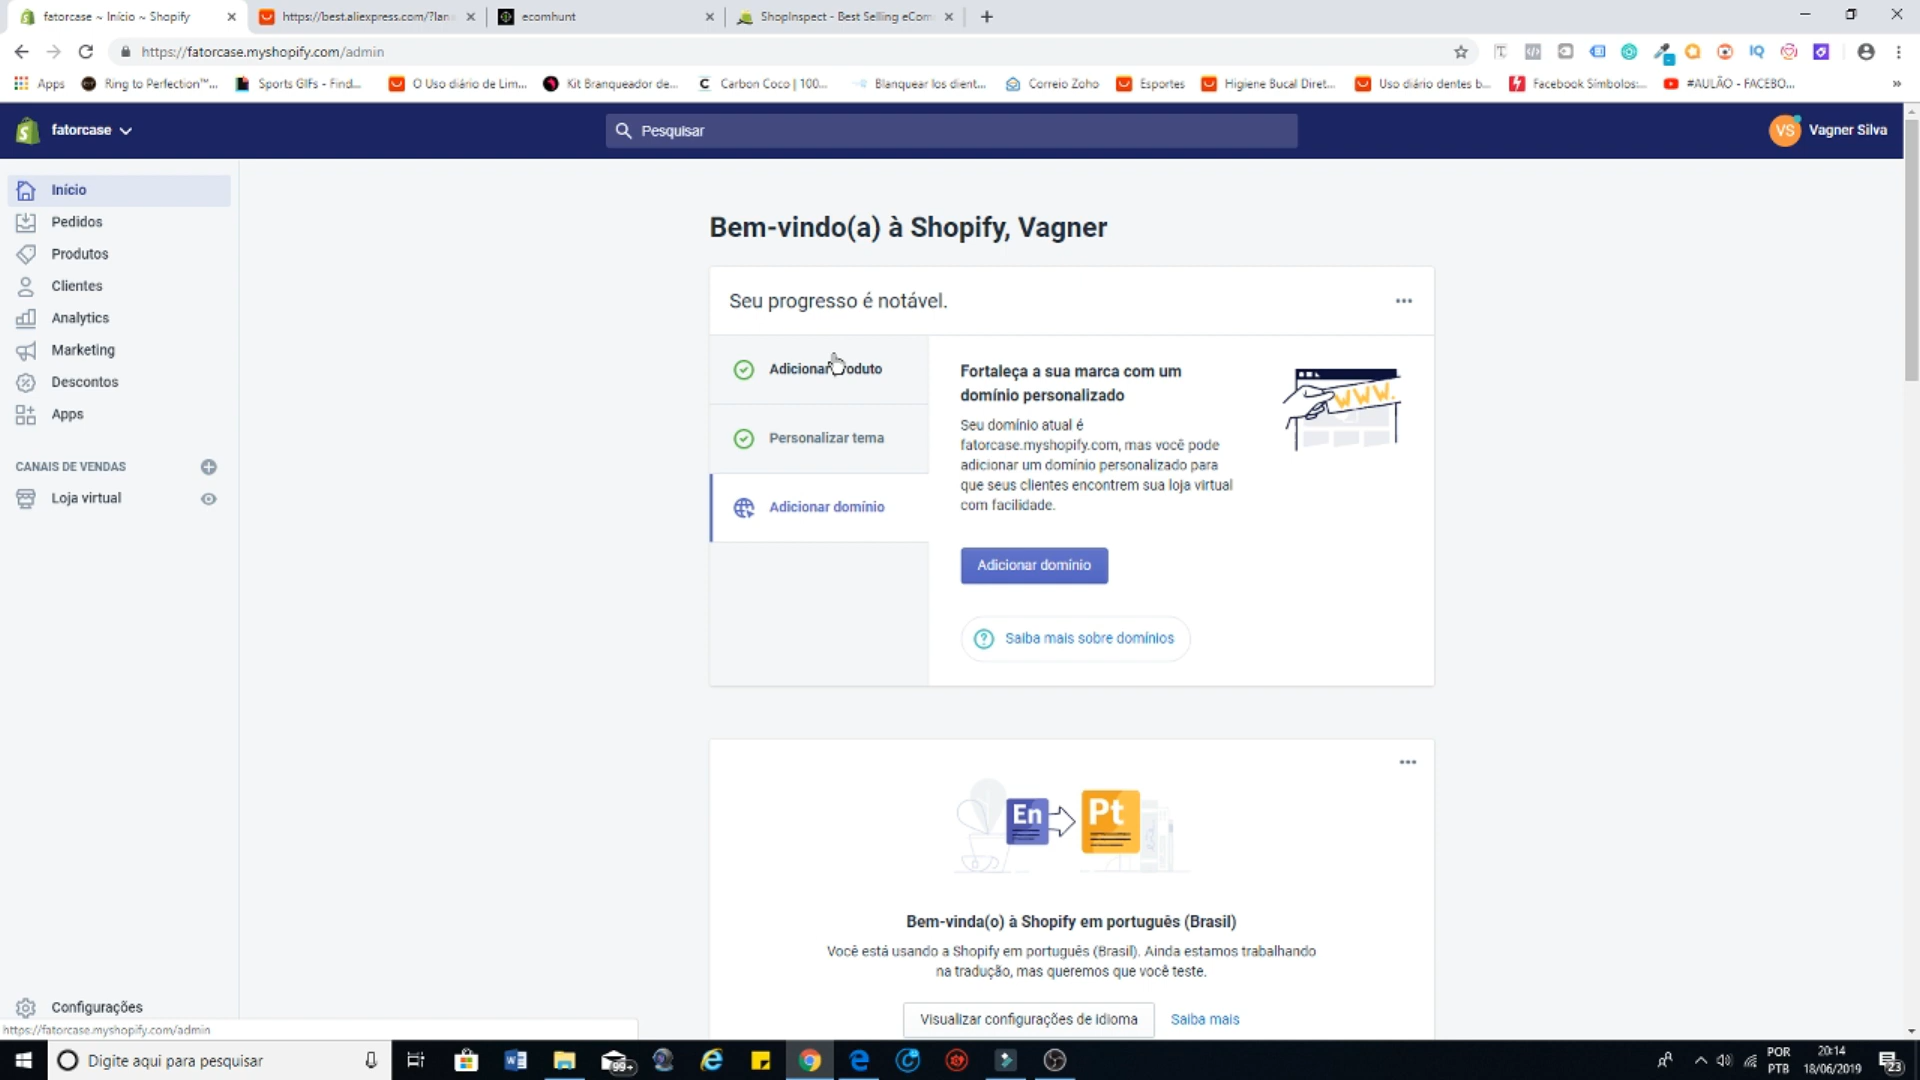 fatorcase ~ Início ~ Shopify
https://best.aliexpress.com/?lan
ecomhunt
ShopInspect - Best Selling eCom
https://fatorcase.myshopify.com/admin
Apps
Ring to Perfection™...
Sports GIFs - Find...
O Uso diário de Lim...
Kit Branqueador de...
Carbon Coco | 100...
Blanquear los dient...
Correio Zoho
Esportes
Higiene Bucal Diret...
Uso diário dentes b...
Facebook Símbolos:...
#AULÃO - FACEBO...
»
fatorcase
Pesquisar
VS
Vagner Silva
Início
Pedidos
Produtos
Clientes
Analytics
Marketing
Descontos
Apps
CANAIS DE VENDAS
Loja virtual
Configurações
https://fatorcase.myshopify.com/admin
Bem-vindo(a) à Shopify, Vagner
Seu progresso é notável.
Adicionar
oduto
Personalizar tema
Adicionar domínio
Fortaleça a sua marca com um
domínio personalizado
Seu domínio atual é
fatorcase.myshopify.com, mas você pode
adicionar um domínio personalizado para
que seus clientes encontrem sua loja virtual
com facilidade.
WWW.
Adicionar domínio
Saiba mais sobre domínios
En
Pt
Bem-vinda(o) à Shopify em português (Brasil)
Você está usando a Shopify em português (Brasil). Ainda estamos trabalhando
na tradução, mas queremos que você teste.
Visualizar configurações de idioma
Saiba mais
Digite aqui para pesquisar
99+
POR
PTB
20:14
18/06/2019
23